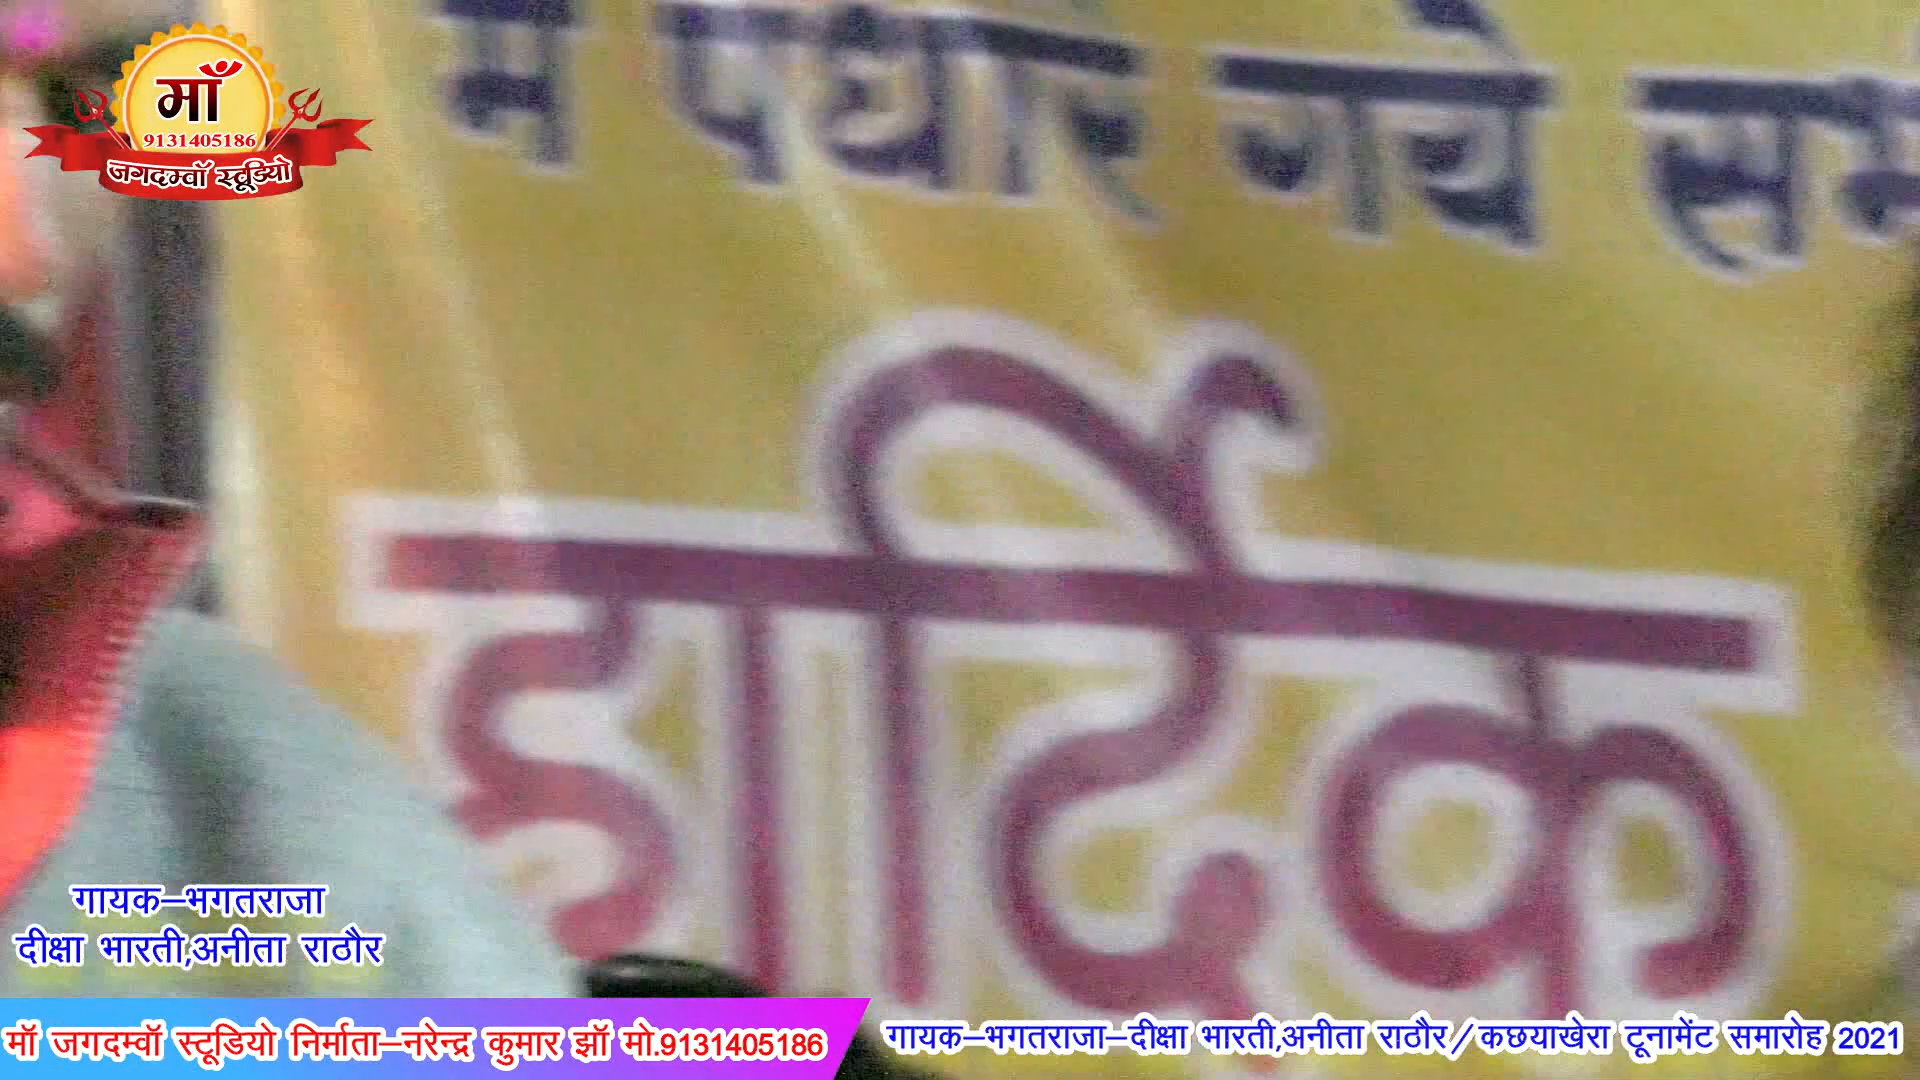 माँ
9131405186
जगदम्वॉ स्टूडियो
में पधार गये
हार्दिक
गायक–भगतराजा
दीक्षा भारती,अनीता राठौर
मॉ जगदम्वॉ स्टूडियो निर्माता–नरेन्द्र कुमार झॉ मो.9131405186
गायक–भगतराजा–दीक्षा भारती,अनीता राठौर/कछयाखेरा टूनामेंट समारोह 2021